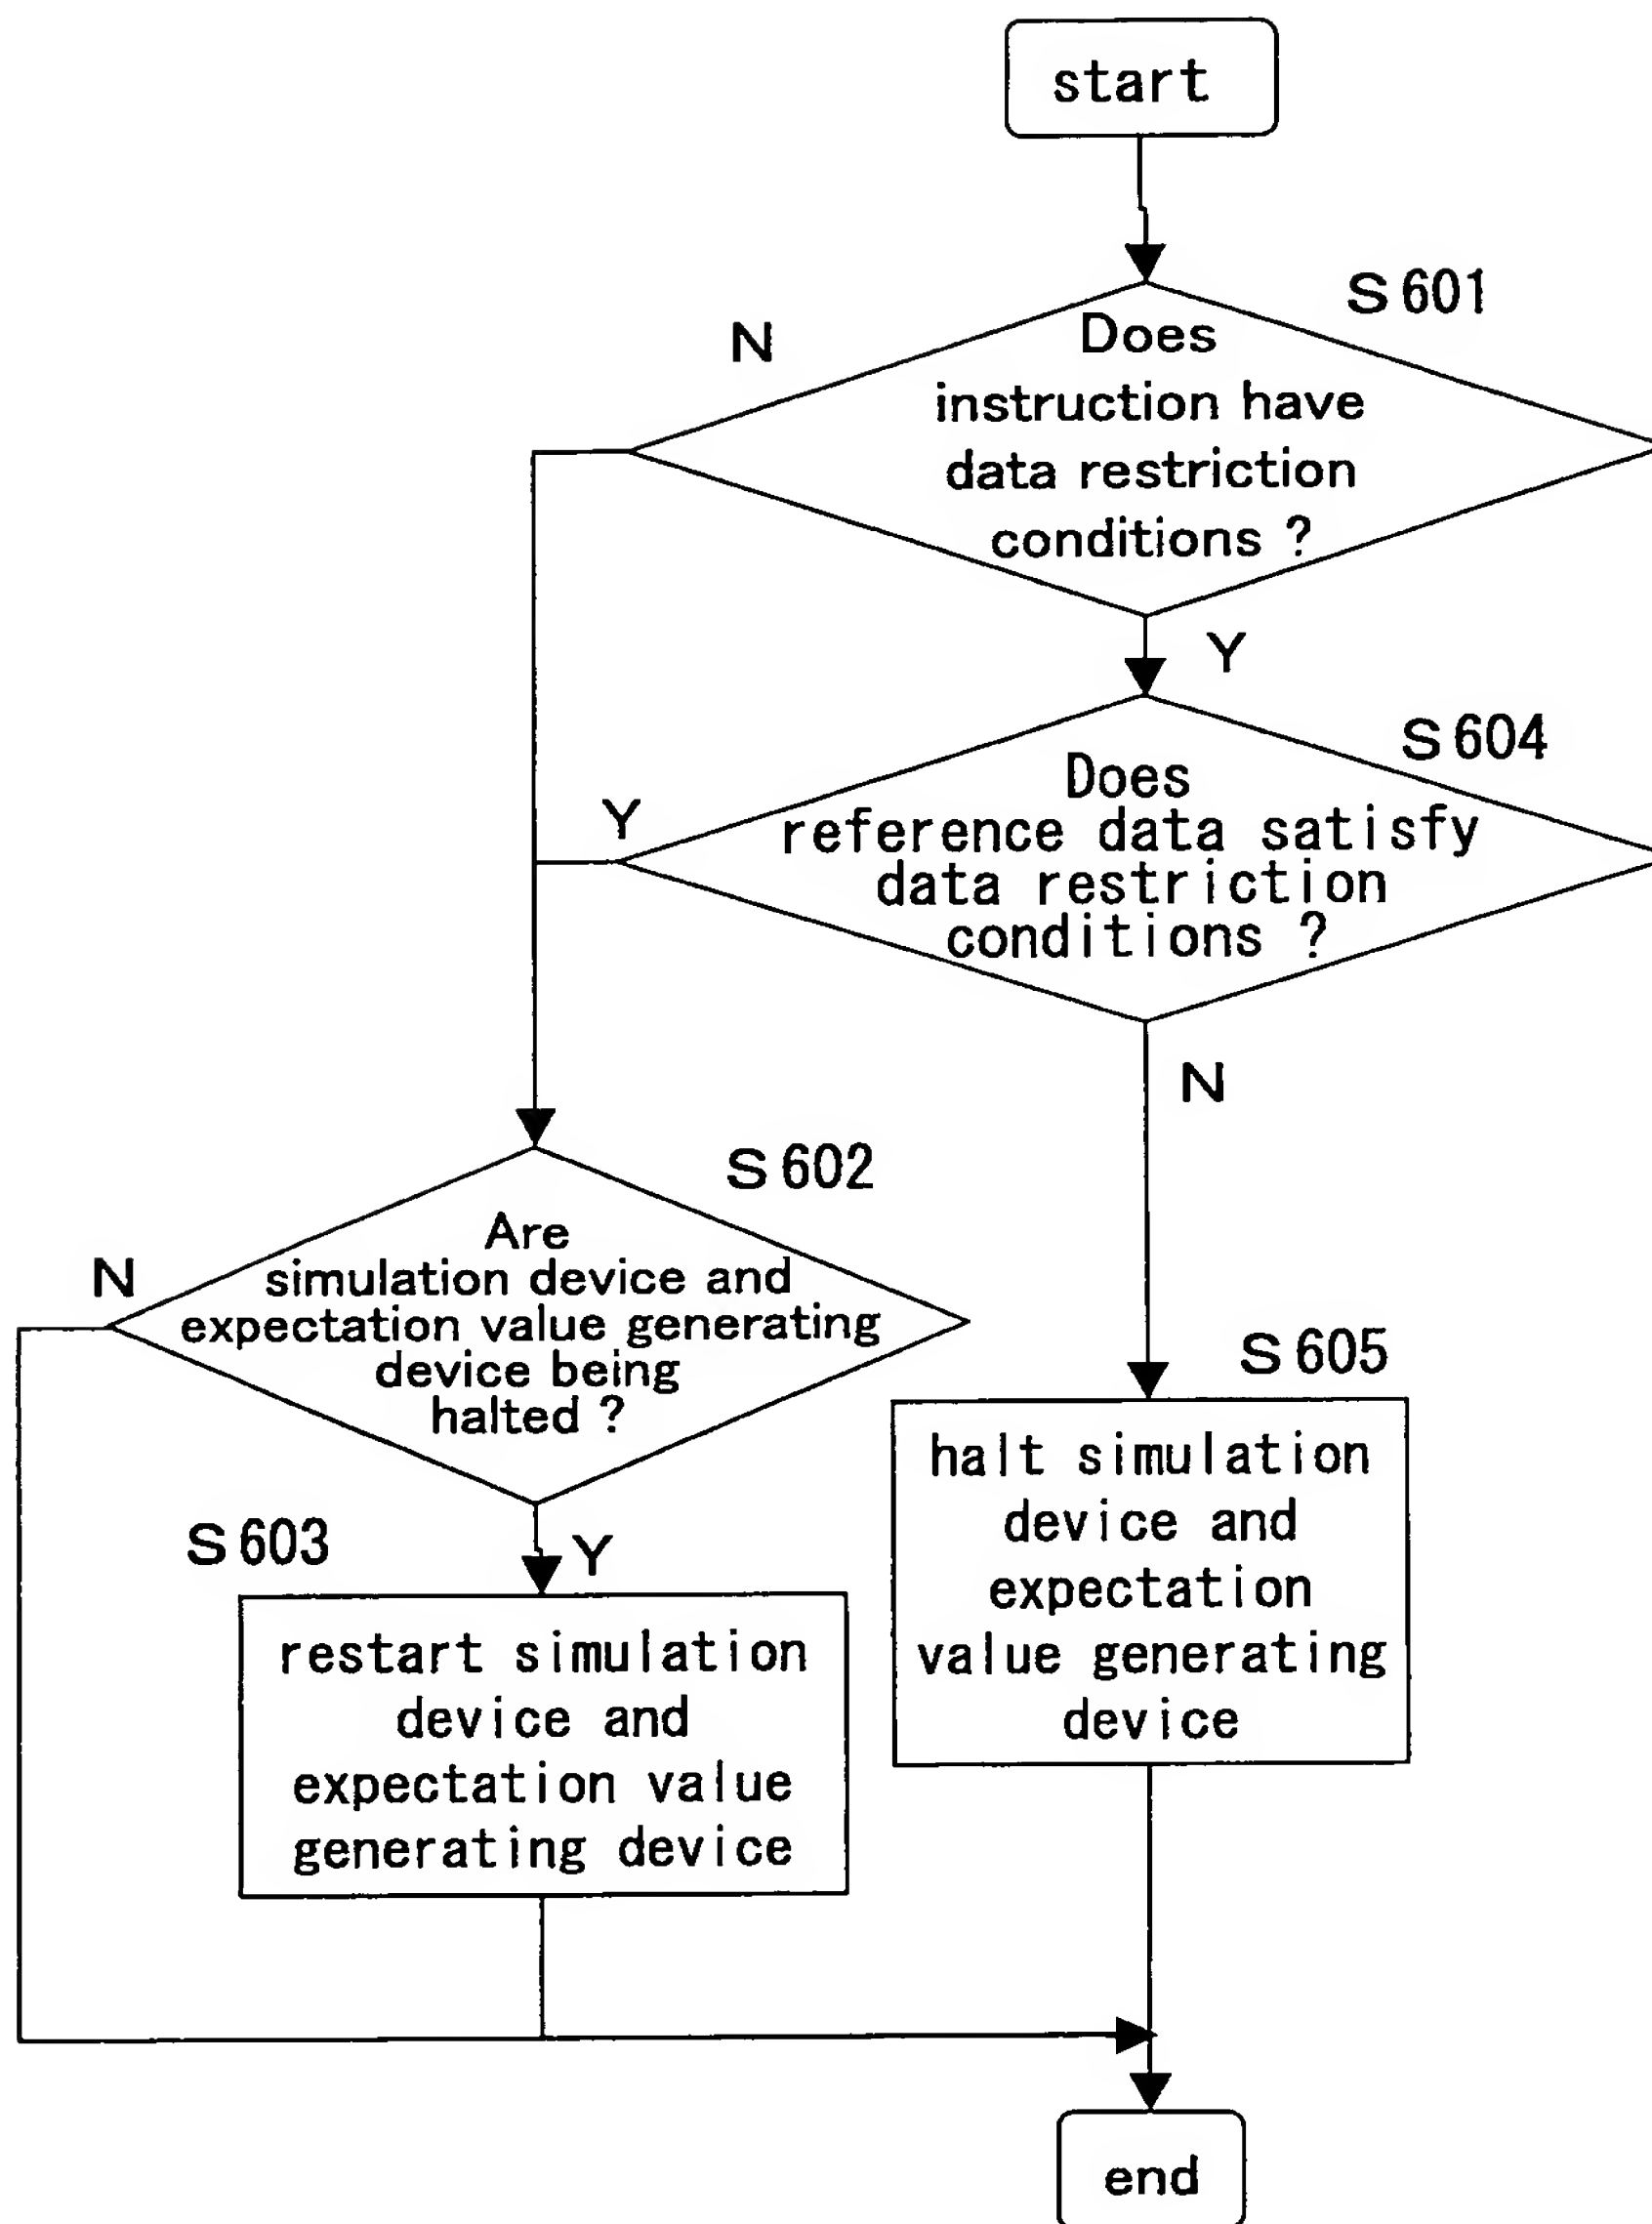 start
S601
N
Does
instruction have
data restriction
conditions ?
Y
S604
Y
Does
reference data satisfy
data restriction
conditions ?
N
S602
N
Are
simulation device and
expectation value generating
device being
halted ?
S605
halt simulation
device and
expectation
value generating
device
S603
Y
restart simulation
device and
expectation value
generating device
end